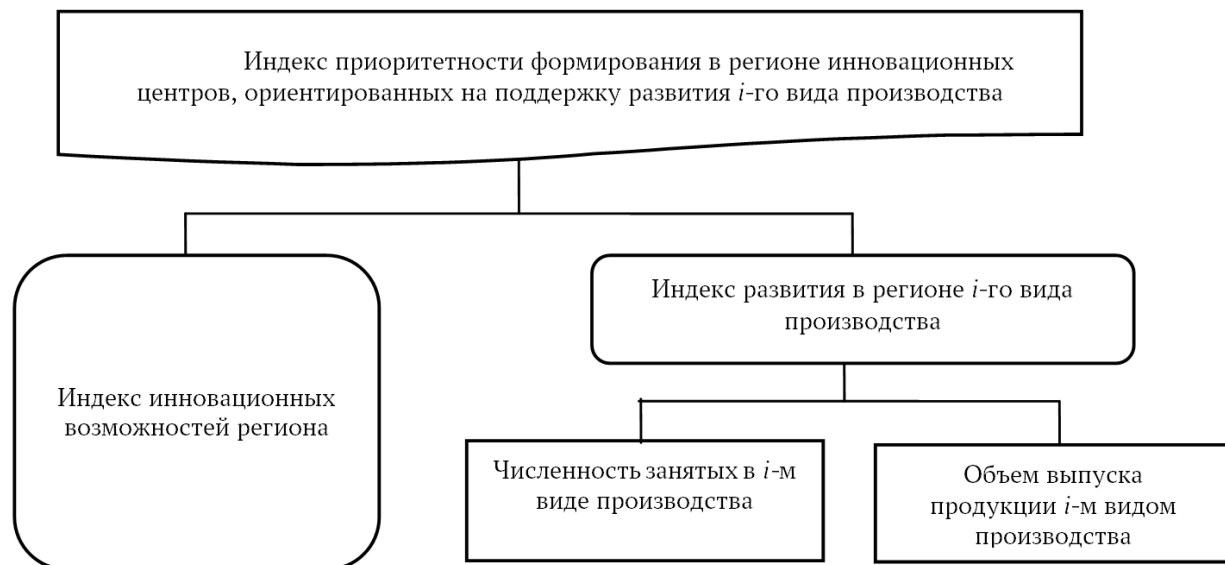 Индекс приоритетности формирования в регионе инновационных
центров, ориентированных на поддержку развития i-го вида производства
Индекс инновационных
возможностей региона
Индекс развития в регионе i-го вида
производства
Численность занятых в i-м
виде производства
Объем выпуска
продукции i-м видом
производства